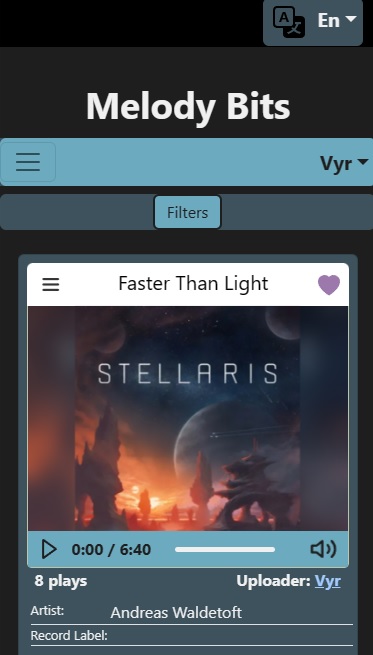 A 文
En
Melody Bits
Vyr
Filters
Faster Than Light
STELLARIS
0:00 / 6:40
8 plays
Uploader: Vyr
Artist: Andreas Waldetoft
Record Label: